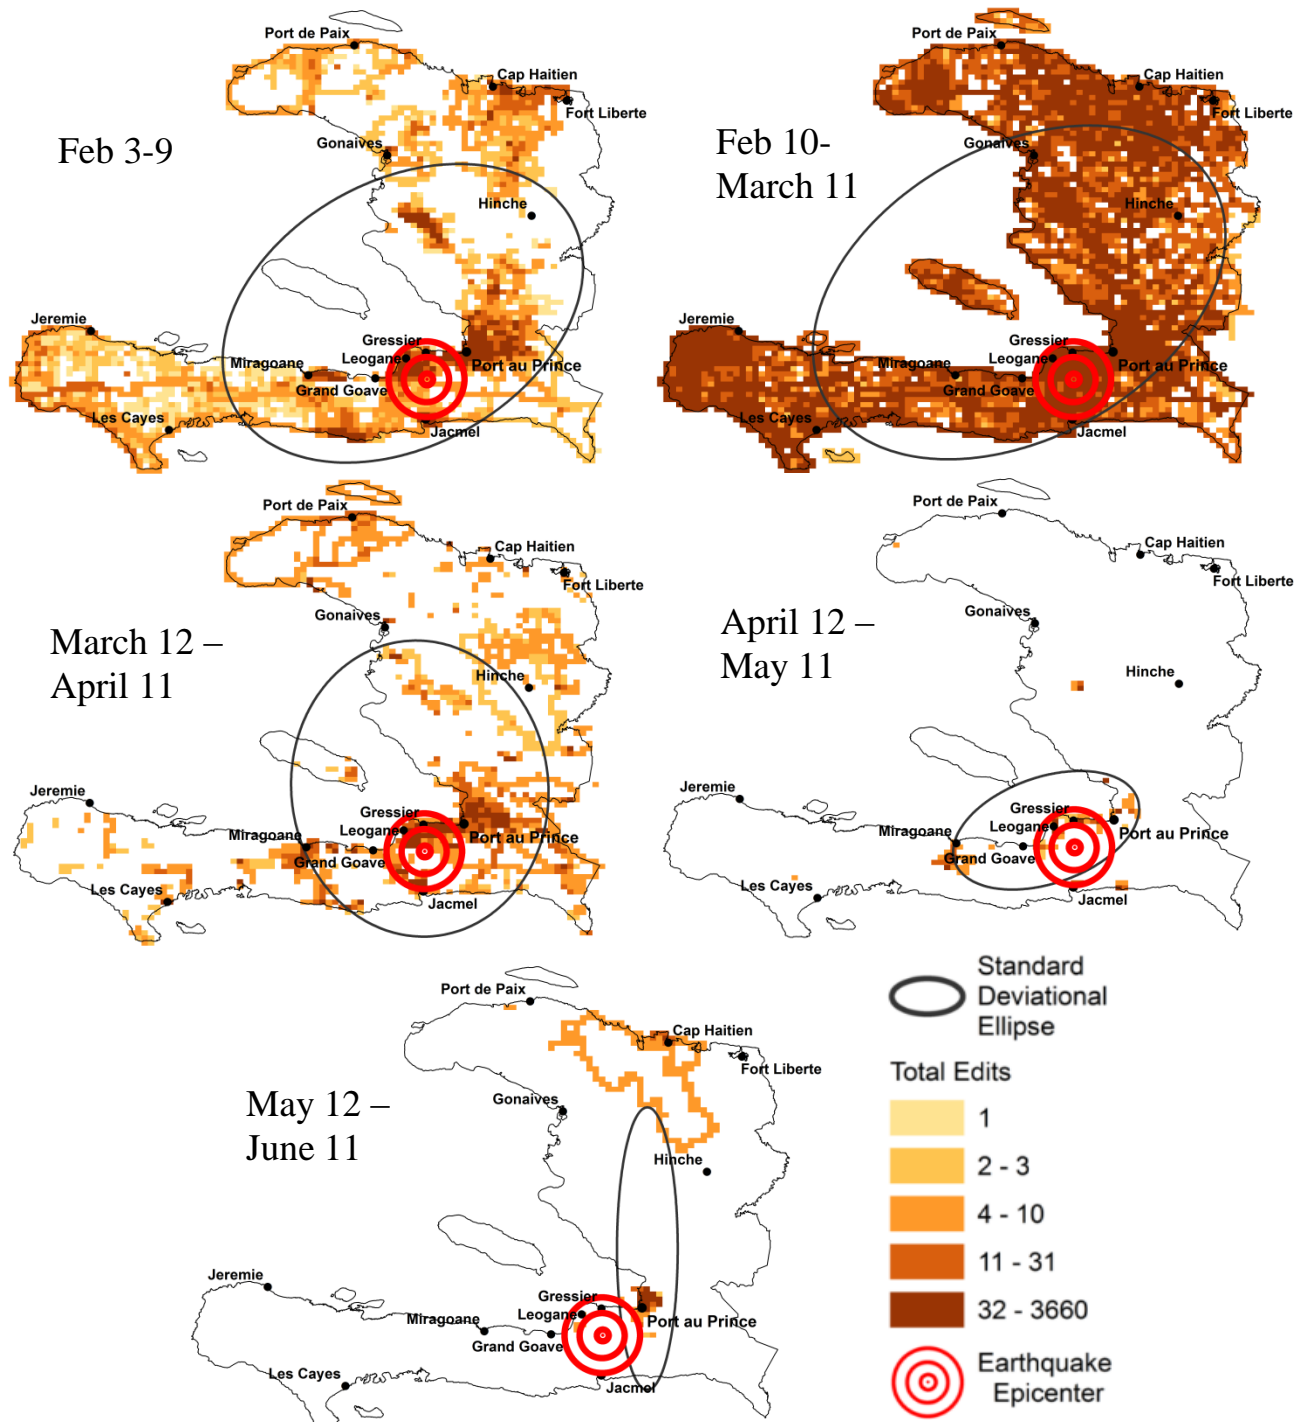 Port de Paix
Cap Haitien
Fort Liberte
Feb 3-9
Gonaives
Hinche
Jeremie
Gressier
Leogane
Miragoane
Port au Prince
Grand Goave
Les Cayes
Jacmel
Port de Paix
Cap Haitien
Fort Liberte
Feb 10-
March 11
Gonaives
Hinche
Jeremie
Gressier
Leogane
Miragoane
Port au Prince
Grand Goave
Les Cayes
Jacmel
Port de Paix
Cap Haitien
Fort Liberte
Gonaives
March 12 –
April 11
Hinche
Jeremie
Gressier
Leogane
Miragoane
Port au Prince
Grand Goave
Les Cayes
Jacmel
Port de Paix
Cap Haitien
Fort Liberte
Gonaives
April 12 –
May 11
Hinche
Jeremie
Gressier
Leogane
Miragoane
Port au Prince
Grand Goave
Les Cayes
Jacmel
Port de Paix
Cap Haitien
Fort Liberte
Gonaives
May 12 –
June 11
Hinche
Jeremie
Gressier
Leogane
Miragoane
Port au Prince
Grand Goave
Les Cayes
Jacmel
Standard
Deviational
Ellipse
Total Edits
1
2 - 3
4 - 10
11 - 31
32 - 3660
Earthquake
Epicenter